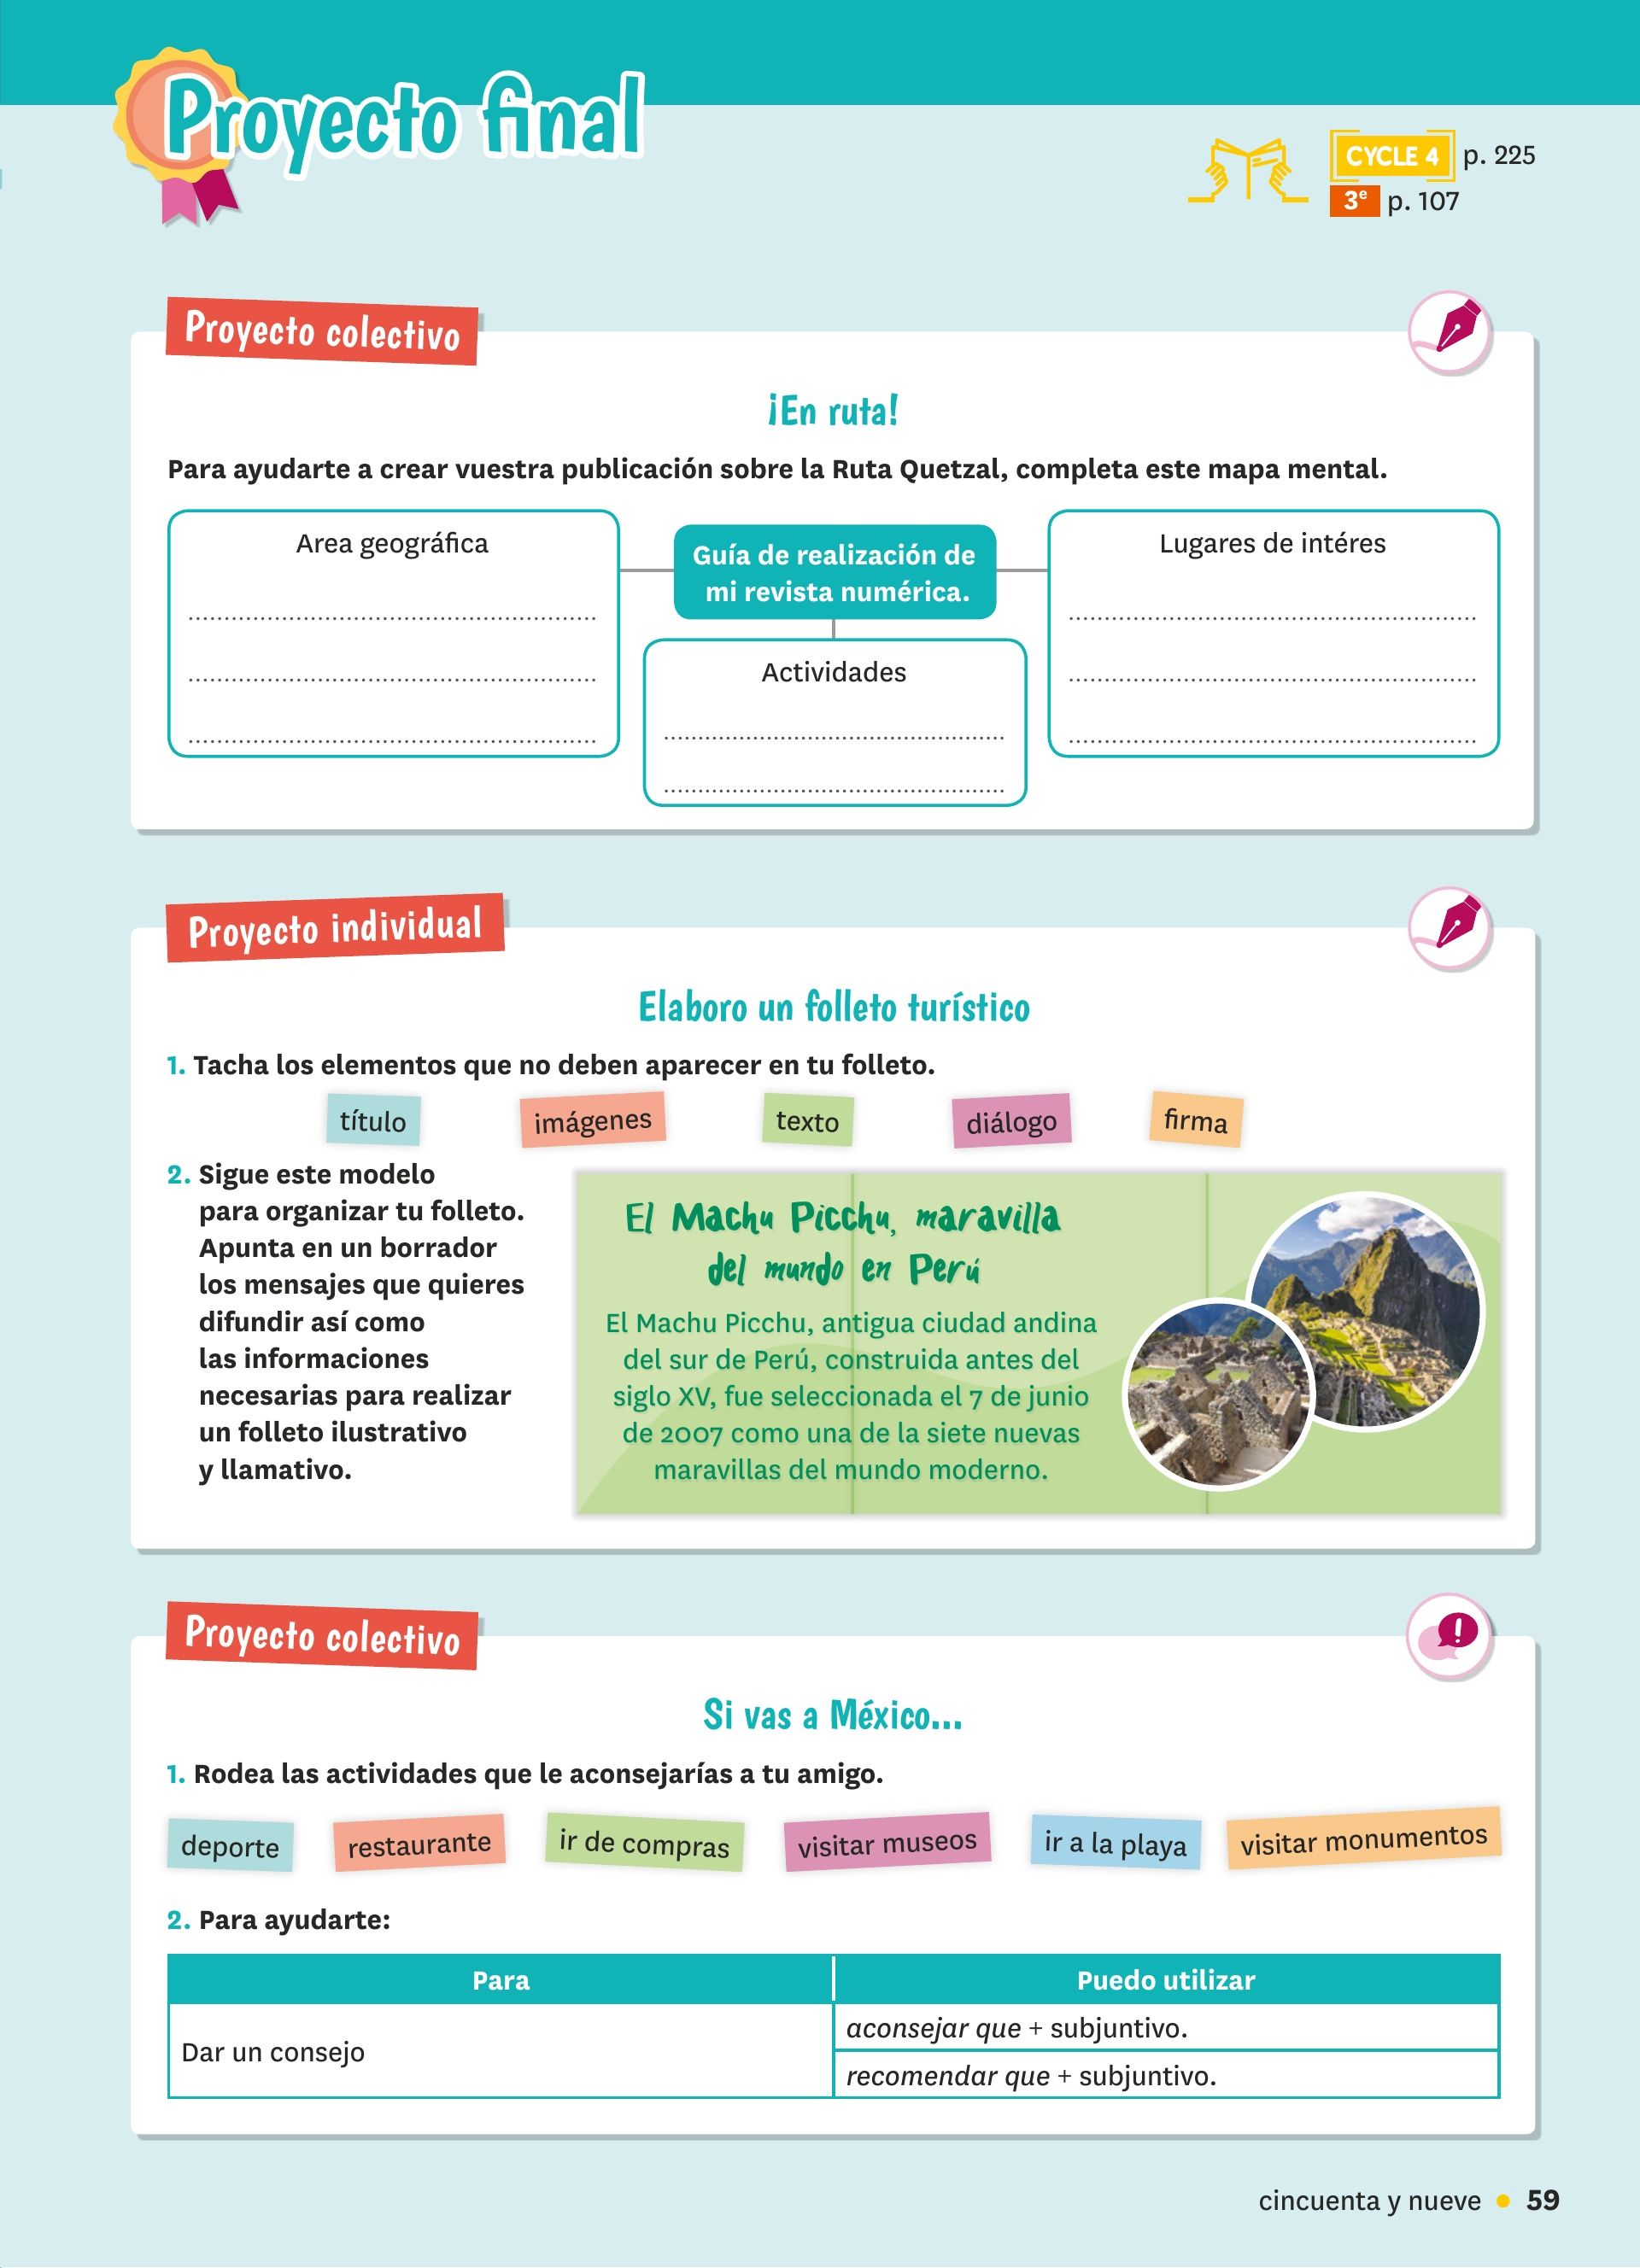 Proyecto final
CYCLE 4 p. 225
3e p. 107
Proyecto colectivo
¡En ruta!
Para ayudarte a crear vuestra publicación sobre la Ruta Quetzal, completa este mapa mental.
Area geográfica
Guía de realización de
mi revista numérica.
Lugares de intéres
Actividades
Proyecto individual
Elaboro un folleto turístico
1. Tacha los elementos que no deben aparecer en tu folleto.
título imágenes texto diálogo firma
2. Sigue este modelo
para organizar tu folleto.
Apunta en un borrador
los mensajes que quieres
difundir así como
las informaciones
necesarias para realizar
un folleto ilustrativo
y llamativo.
El Machu Picchu, maravilla
del mundo en Perú
El Machu Picchu, antigua ciudad andina
del sur de Perú, construida antes del
siglo XV, fue seleccionada el 7 de junio
de 2007 como una de la siete nuevas
maravillas del mundo moderno.
Proyecto colectivo
Si vas a México...
1. Rodea las actividades que le aconsejarías a tu amigo.
deporte restaurante ir de compras visitar museos ir a la playa visitar monumentos
2. Para ayudarte:
Para Puedo utilizar
Dar un consejo
aconsejar que + subjuntivo.
recomendar que + subjuntivo.
cincuenta y nueve • 59